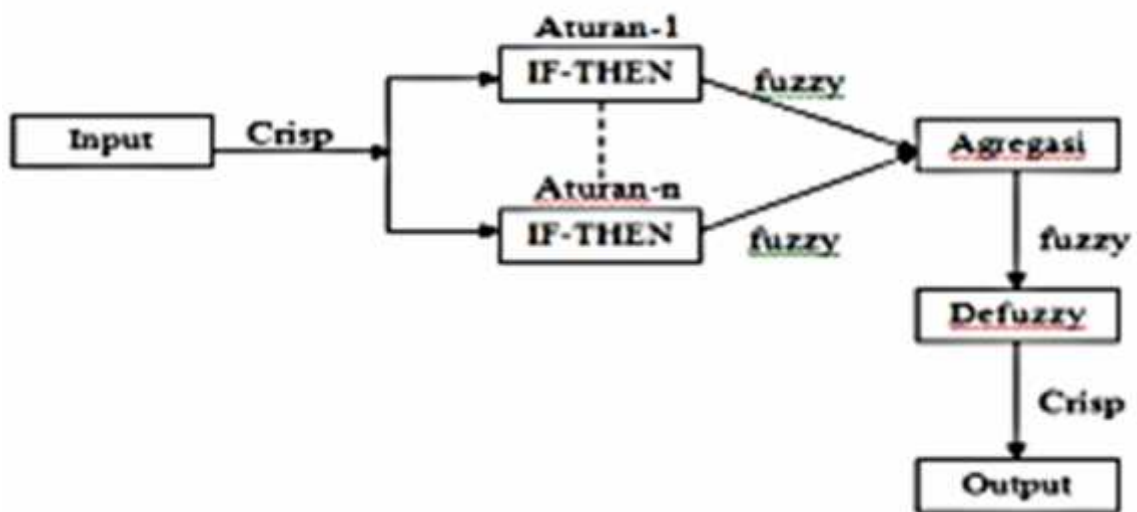 Aturan-1
IF-THEN
fuzzy
Input
Crisp
Agregasi
Aturan-n
IF-THEN
fuzzy
fuzzy
Defuzzy
Crisp
Output